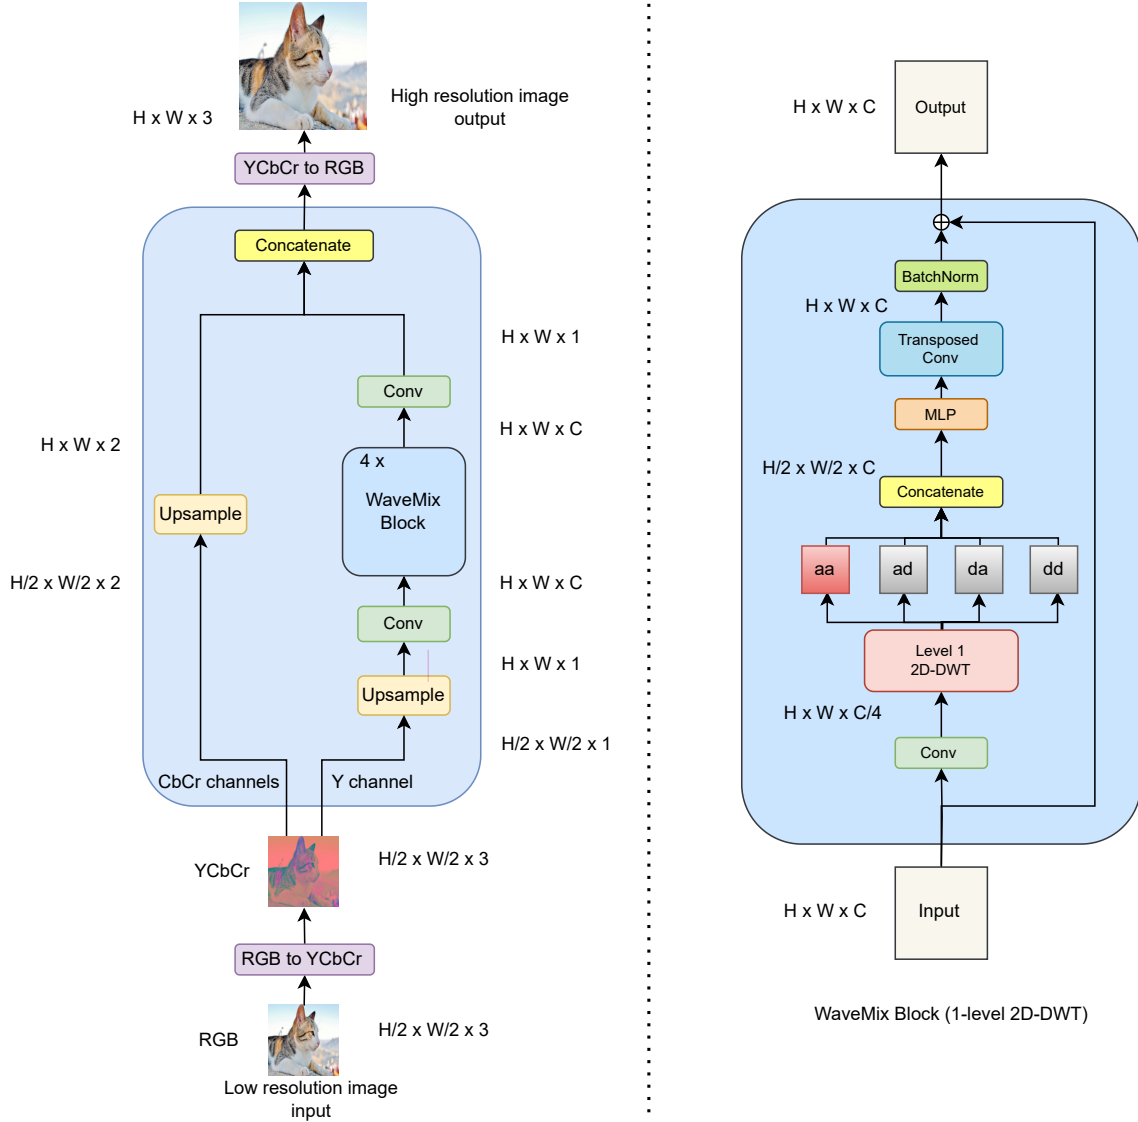 High resolution image
output
H x W x 3
YCbCr to RGB
Concatenate
H x W x 1
Conv
H x W x C
H x W x 2
4 x
WaveMix
Block
Upsample
H/2 x W/2 x 2
H x W x C
Conv
H x W x 1
Upsample
H/2 x W/2 x 1
CbCr channels
Y channel
YCbCr
H/2 x W/2 x 3
RGB to YCbCr
RGB
H/2 x W/2 x 3
Low resolution image
input
H x W x C
Output
BatchNorm
H x W x C
Transposed
Conv
MLP
H/2 x W/2 x C
Concatenate
aa
ad
da
dd
Level 1
2D-DWT
H x W x C/4
Conv
H x W x C
Input
WaveMix Block (1-level 2D-DWT)